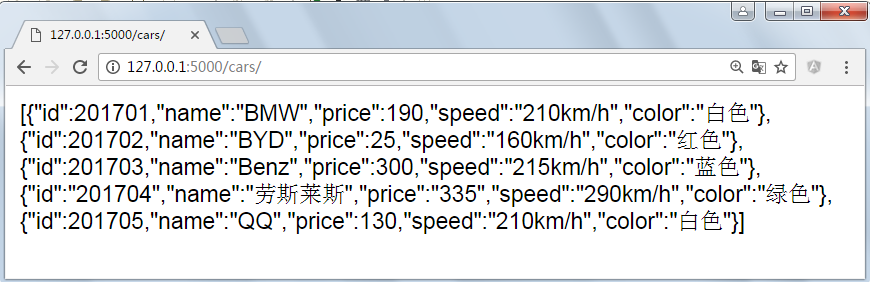 127.0.0.1:5000/cars/
127.0.0.1:5000/cars/
[{"id":201701,"name":"BMW","price":190,"speed":"210km/h","color":"白色"},
{"id":201702,"name":"BYD","price":25,"speed":"160km/h","color":"红色"},
{"id":201703,"name":"Benz","price":300,"speed":"215km/h","color":"蓝色"},
{"id":"201704","name":"劳斯莱斯","price":"335","speed":"290km/h","color":"绿色"},
{"id":201705,"name":"QQ","price":130,"speed":"210km/h","color":"白色"}]